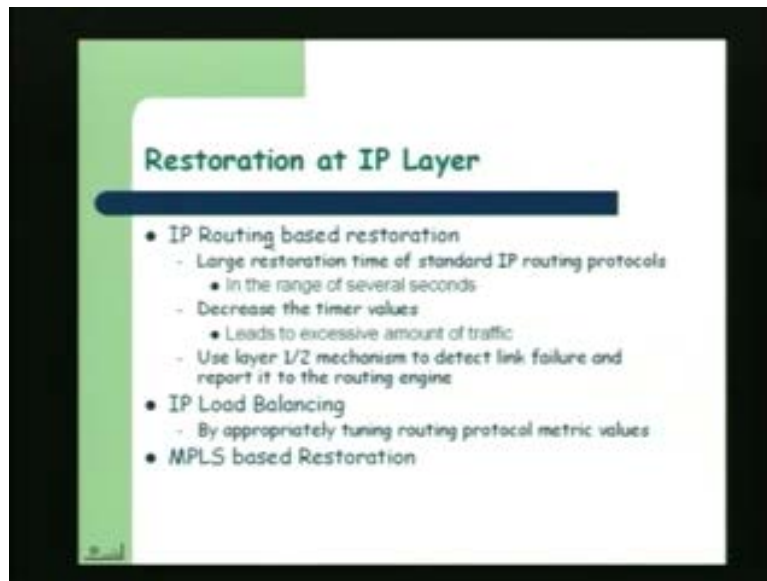 Restoration at IP Layer
• IP Routing based restoration
- Large restoration time of standard IP routing protocols
• In the range of several seconds
- Decrease the timer values
• Leads to excessive amount of traffic
- Use layer 1/2 mechanism to detect link failure and
report it to the routing engine
• IP Load Balancing
- By appropriately tuning routing protocol metric values
• MPLS based Restoration